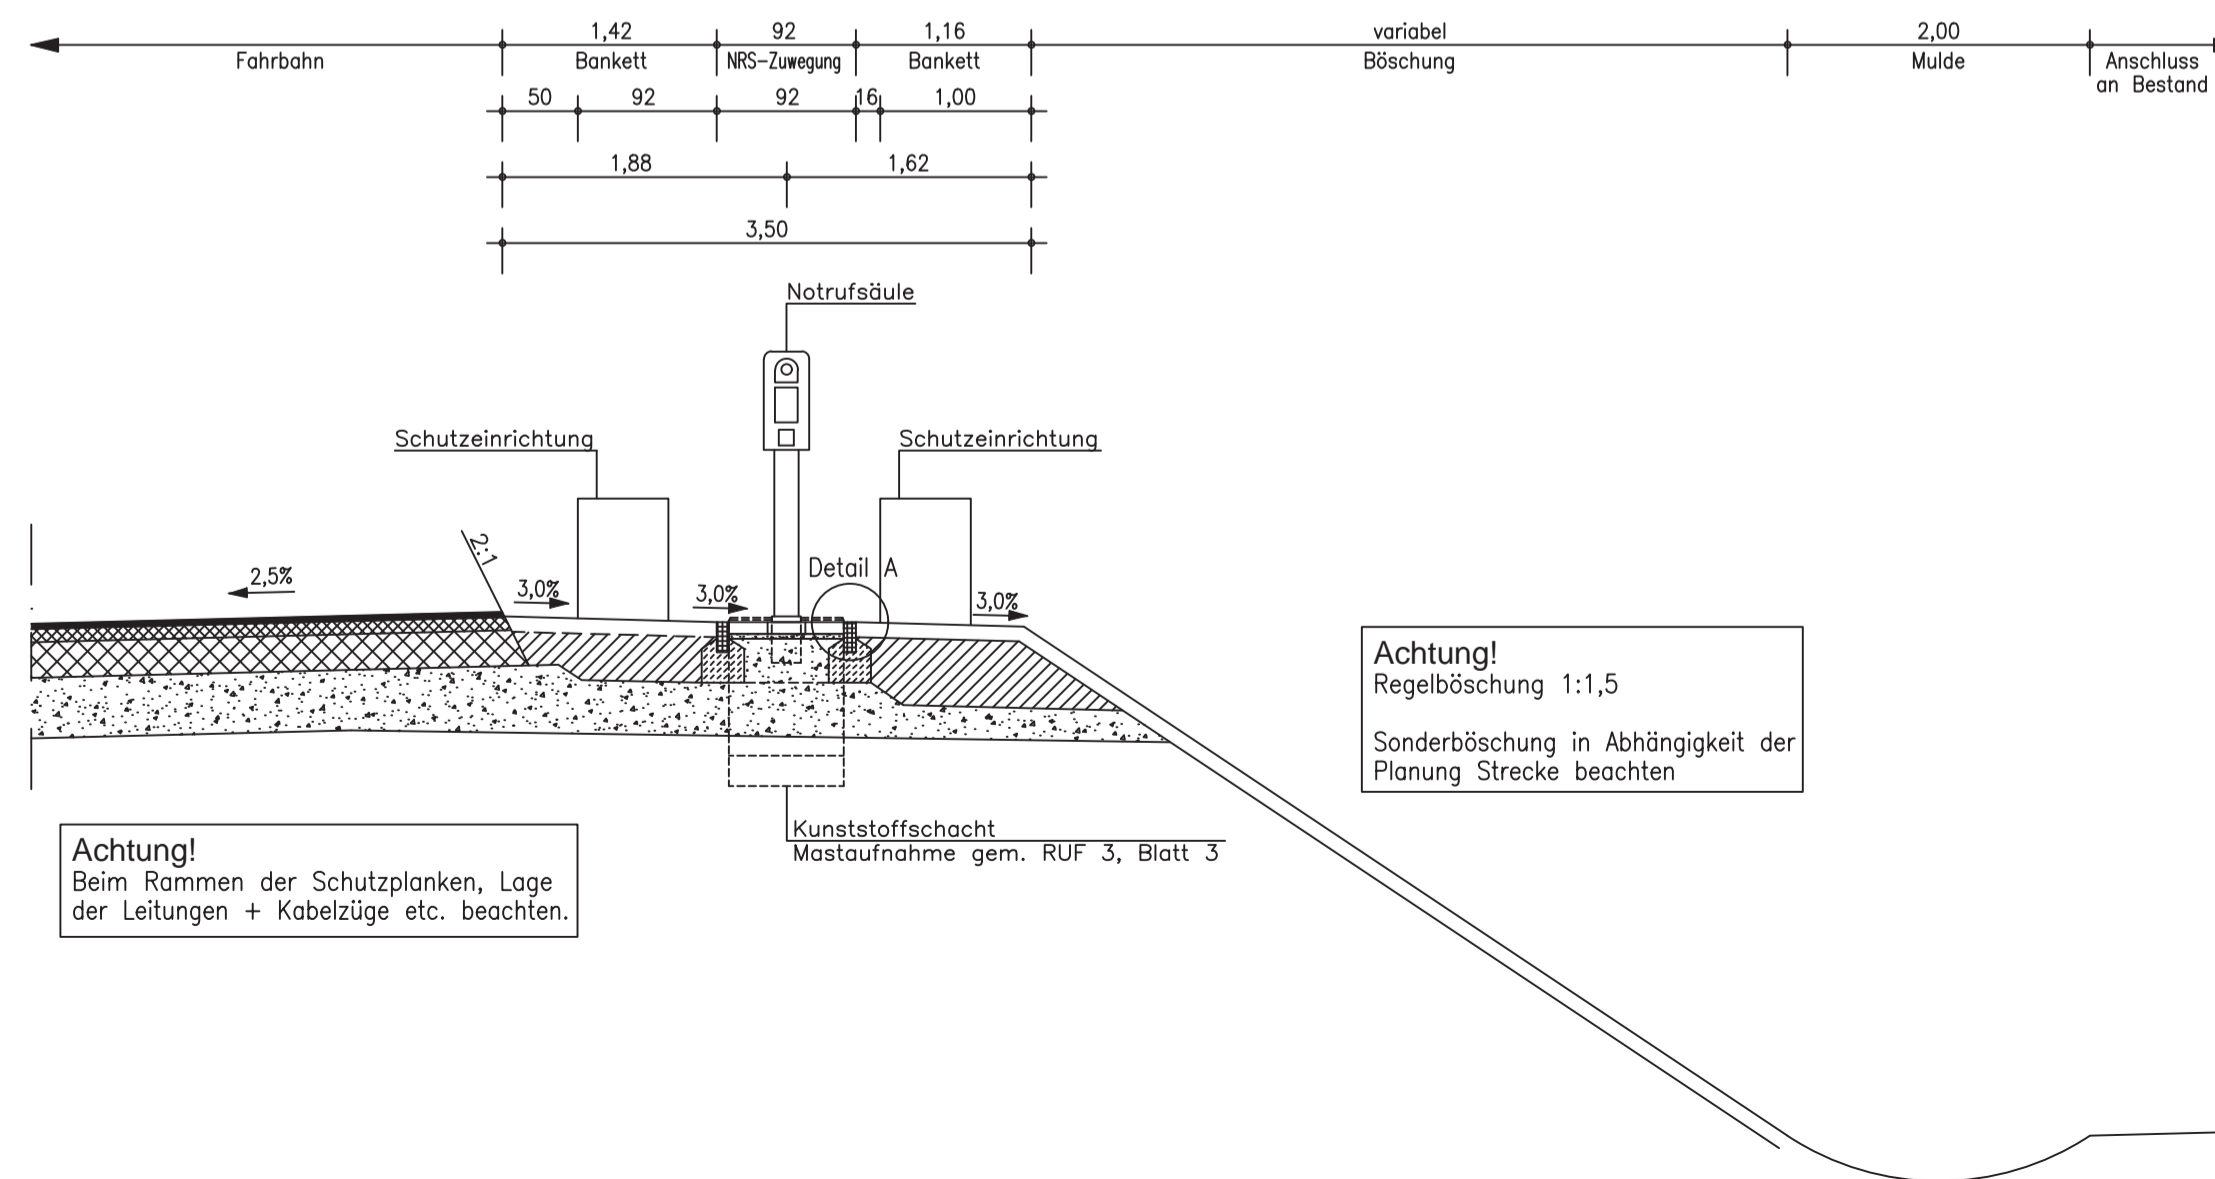 1,42 92 1,16 variabel 2,00
Fahrbahn Bankett NRS-Zuwegung Bankett Böschung Mulde Anschluss
an Bestand
50 92 92 16 1,00
1,88 1,62
3,50
Notrufsäule
Schutzeinrichtung Schutzeinrichtung
2:1
Detail A
2,5% 3,0% 3,0% 3,0%
Achtung!
Regelböschung 1:1,5
Sonderböschung in Abhängigkeit der
Planung Strecke beachten
Kunststoffschacht
Mastaufnahme gem. RUF 3, Blatt 3
Achtung!
Beim Rammen der Schutzplanken, Lage
der Leitungen + Kabelzüge etc. beachten.